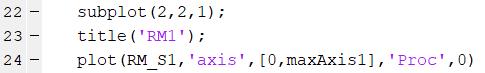 22 – subplot(2,2,1);
23 – title('RM1');
24 – plot(RM_S1,'axis',[0,maxAxis1],'Proc',0)